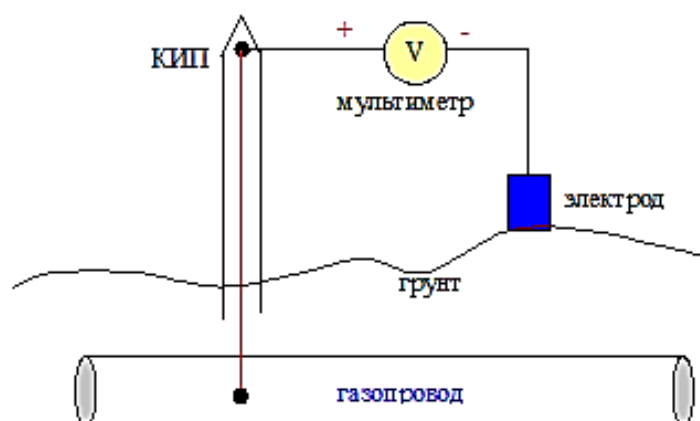 + V -
КИП
мультиметр
электрод
грунт
газопровод